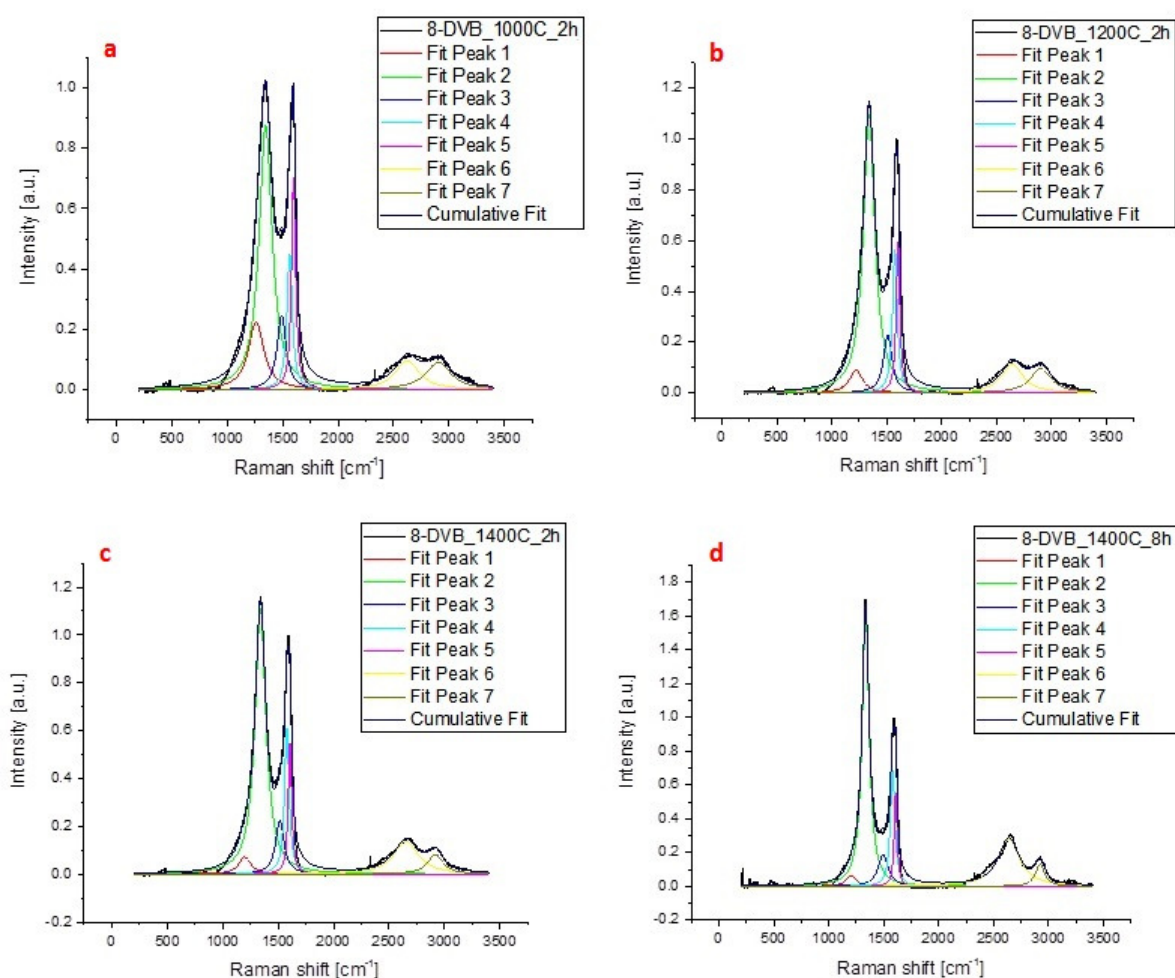 a
8-DVB_1000C_2h
Fit Peak 1
Fit Peak 2
Fit Peak 3
Fit Peak 4
Fit Peak 5
Fit Peak 6
Fit Peak 7
Cumulative Fit
1.0
0.8
0.6
0.4
0.2
0.0
Intensity [a.u.]
0 500 1000 1500 2000 2500 3000 3500
Raman shift [cm⁻¹]
b
8-DVB_1200C_2h
Fit Peak 1
Fit Peak 2
Fit Peak 3
Fit Peak 4
Fit Peak 5
Fit Peak 6
Fit Peak 7
Cumulative Fit
1.2
1.0
0.8
0.6
0.4
0.2
0.0
Intensity [a.u.]
0 500 1000 1500 2000 2500 3000 3500
Raman shift [cm⁻¹]
c
8-DVB_1400C_2h
Fit Peak 1
Fit Peak 2
Fit Peak 3
Fit Peak 4
Fit Peak 5
Fit Peak 6
Fit Peak 7
Cumulative Fit
1.2
1.0
0.8
0.6
0.4
0.2
0.0
-0.2
Intensity [a.u.]
0 500 1000 1500 2000 2500 3000 3500
Raman shift [cm⁻¹]
d
8-DVB_1400C_8h
Fit Peak 1
Fit Peak 2
Fit Peak 3
Fit Peak 4
Fit Peak 5
Fit Peak 6
Fit Peak 7
Cumulative Fit
1.8
1.6
1.4
1.2
1.0
0.8
0.6
0.4
0.2
0.0
-0.2
Intensity [a.u.]
0 500 1000 1500 2000 2500 3000 3500
Raman shift [cm⁻¹]